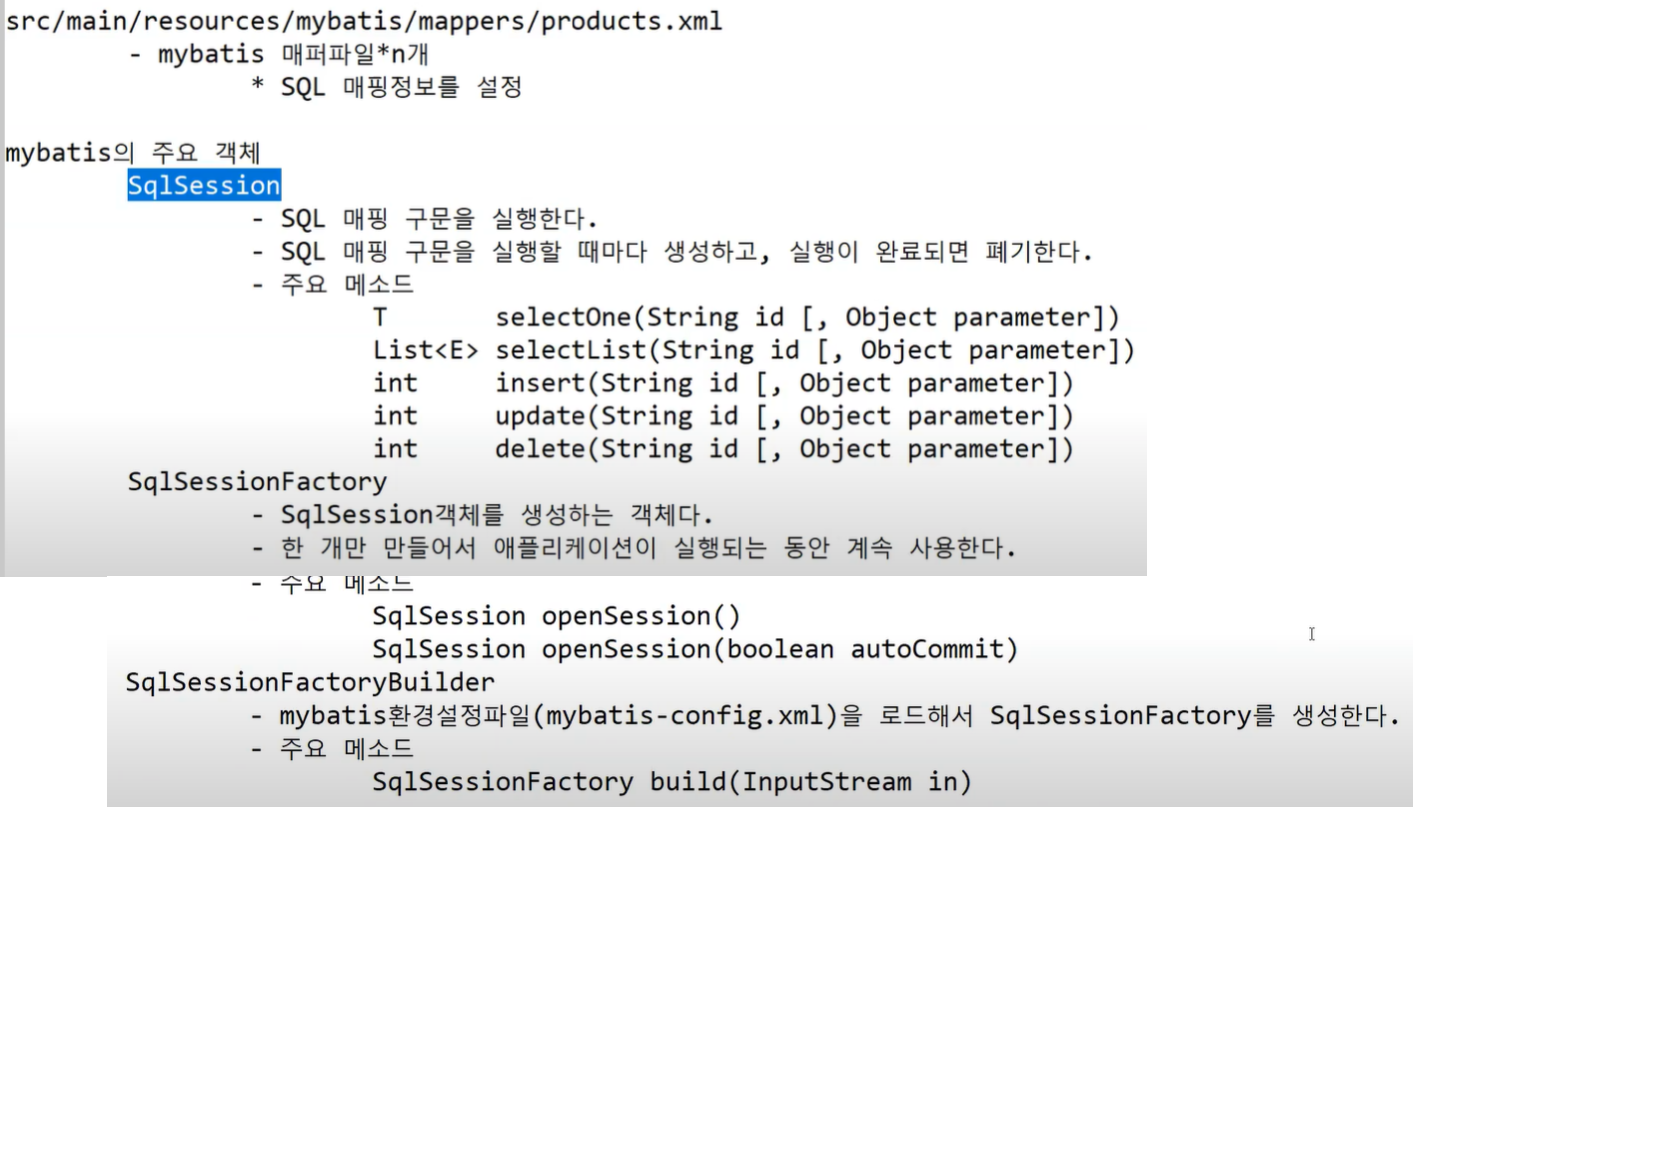 src/main/resources/mybatis/mappers/products.xml
- mybatis 매퍼파일*n개
* SQL 매핑정보를 설정
mybatis의 주요 객체
SqlSession
- SQL 매핑 구문을 실행한다.
- SQL 매핑 구문을 실행할 때마다 생성하고, 실행이 완료되면 폐기한다.
- 주요 메소드
T selectOne(String id [, Object parameter])
List<E> selectList(String id [, Object parameter])
int insert(String id [, Object parameter])
int update(String id [, Object parameter])
int delete(String id [, Object parameter])
SqlSessionFactory
- SqlSession객체를 생성하는 객체다.
- 한 개만 만들어서 애플리케이션이 실행되는 동안 계속 사용한다.
- 주요 메소드
SqlSession openSession()
SqlSession openSession(boolean autoCommit)
SqlSessionFactoryBuilder
- mybatis환경설정파일(mybatis-config.xml)을 로드해서 SqlSessionFactory를 생성한다.
- 주요 메소드
SqlSessionFactory build(InputStream in)